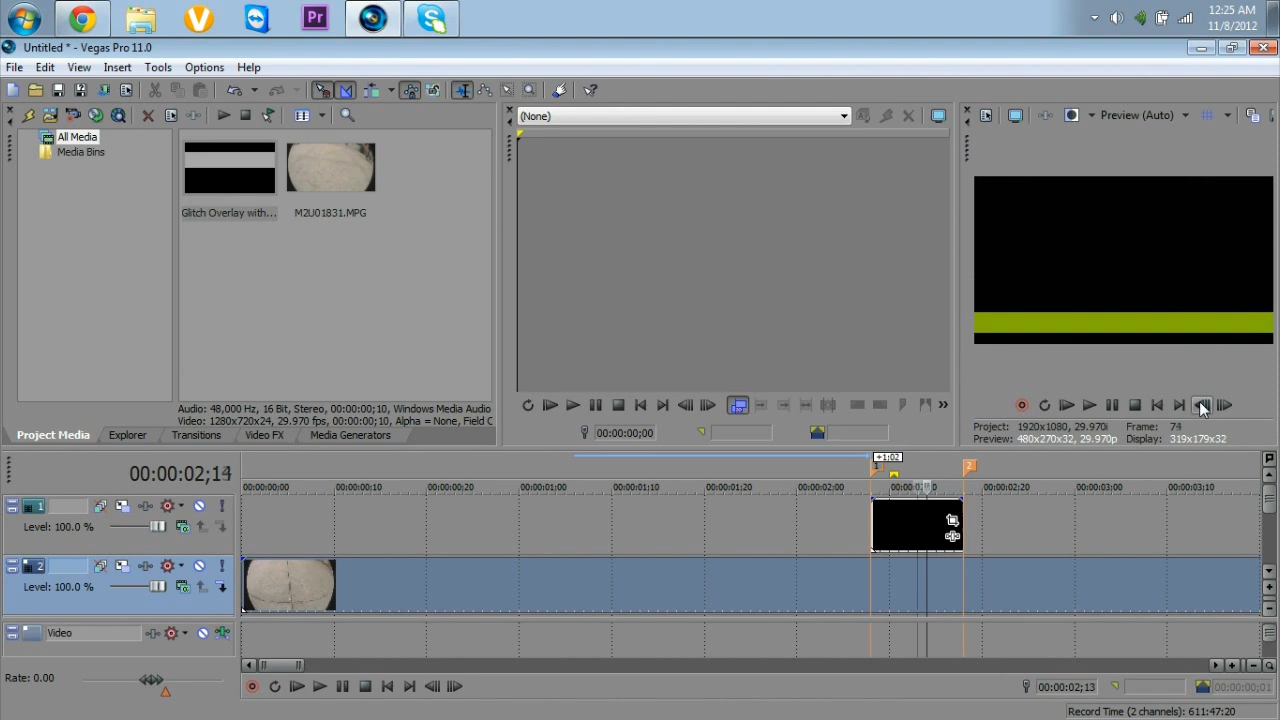 12:25 AM
11/8/2012
Pr
Untitled * - Vegas Pro 11.0
File Edit View Insert Tools Options Help
(None)
Preview (Auto)
All Media
Media Bins
Glitch Overlay with...
M2U01831.MPG
Audio: 48,000 Hz, 16 Bit, Stereo, 00:00:00;10, Windows Media Audio
Video: 1280x720x24, 29.970 fps, 00:00:00;10, Alpha = None, Field O
Project Media Explorer Transitions Video FX Media Generators
00:00:00;00
Project: 1920x1080, 29.970i
Frame: 74
Preview: 480x270x32, 29.970p
Display: 319x179x32
00:00:02;14
+1:02
1
2
00:00:00;00 00:00:00;10 00:00:00;20 00:00:01;00 00:00:01;10 00:00:01;20 00:00:02;00 00:00:02;20 00:00:03;00 00:00:03;10
1
Level: 100.0 %
2
Level: 100.0 %
Video
Rate: 0.00
00:00:02;13
00:00:00;01
Record Time (2 channels): 611:47:20